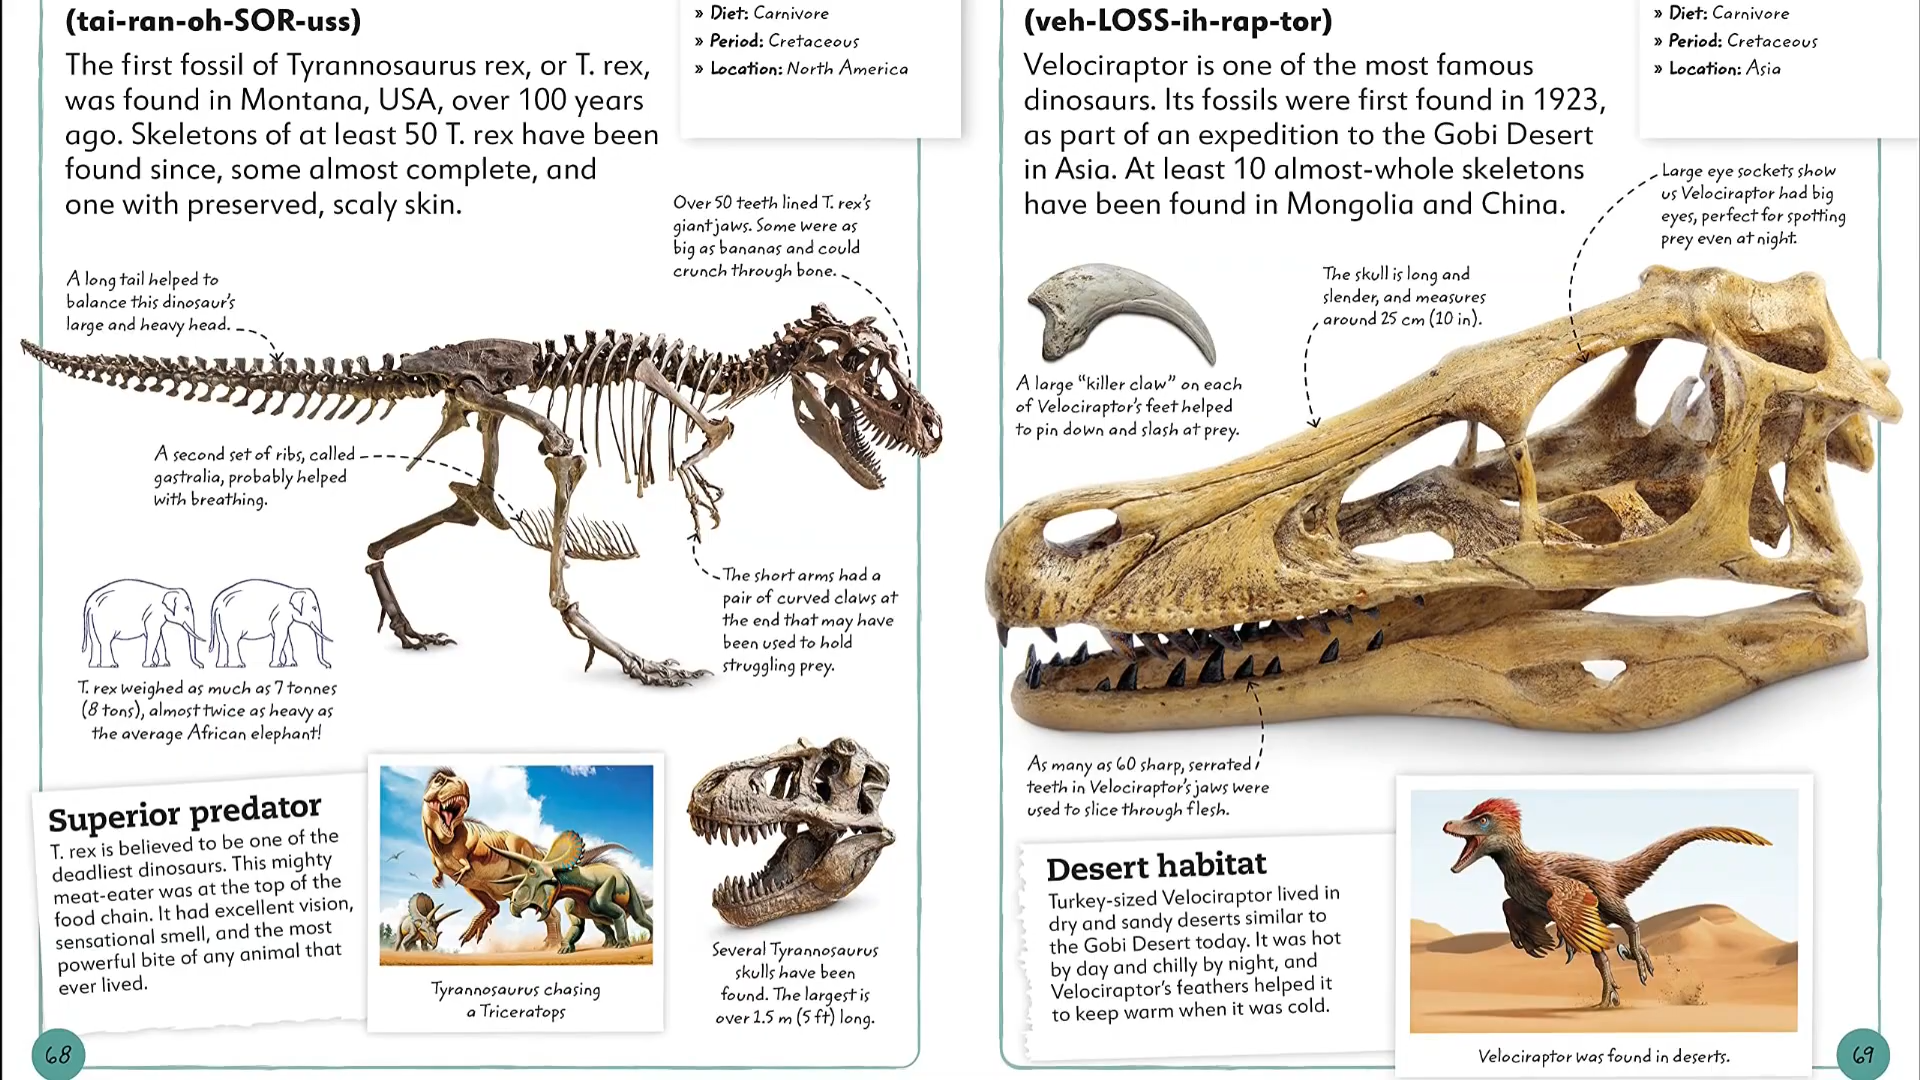 (tai-ran-oh-SOR-uss)
The first fossil of Tyrannosaurus rex, or T. rex,
was found in Montana, USA, over 100 years
ago. Skeletons of at least 50 T. rex have been
found since, some almost complete, and
one with preserved, scaly skin.
» Diet: Carnivore
» Period: Cretaceous
» Location: North America
Over 50 teeth lined T. rex's
giant jaws. Some were as
big as bananas and could
crunch through bone.
A long tail helped to
balance this dinosaur's
large and heavy head.
A second set of ribs, called
gastralia, probably helped
with breathing.
The short arms had a
pair of curved claws at
the end that may have
been used to hold
struggling prey.
T. rex weighed as much as 7 tonnes
(8 tons), almost twice as heavy as
the average African elephant!
Superior predator
T. rex is believed to be one of the
deadliest dinosaurs. This mighty
meat-eater was at the top of the
food chain. It had excellent vision,
sensational smell, and the most
powerful bite of any animal that
ever lived.
Tyrannosaurus chasing
a Triceratops
Several Tyrannosaurus
skulls have been
found. The largest is
over 1.5 m (5 ft) long.
68
(veh-LOSS-ih-rap-tor)
Velociraptor is one of the most famous
dinosaurs. Its fossils were first found in 1923,
as part of an expedition to the Gobi Desert
in Asia. At least 10 almost-whole skeletons
have been found in Mongolia and China.
» Diet: Carnivore
» Period: Cretaceous
» Location: Asia
Large eye sockets show
us Velociraptor had big
eyes, perfect for spotting
prey even at night.
The skull is long and
slender, and measures
around 25 cm (10 in).
A large “killer claw” on each
of Velociraptor's feet helped
to pin down and slash at prey.
As many as 60 sharp, serrated
teeth in Velociraptor's jaws were
used to slice through flesh.
Desert habitat
Turkey-sized Velociraptor lived in
dry and sandy deserts similar to
the Gobi Desert today. It was hot
by day and chilly by night, and
Velociraptor's feathers helped it
to keep warm when it was cold.
Velociraptor was found in deserts.
69